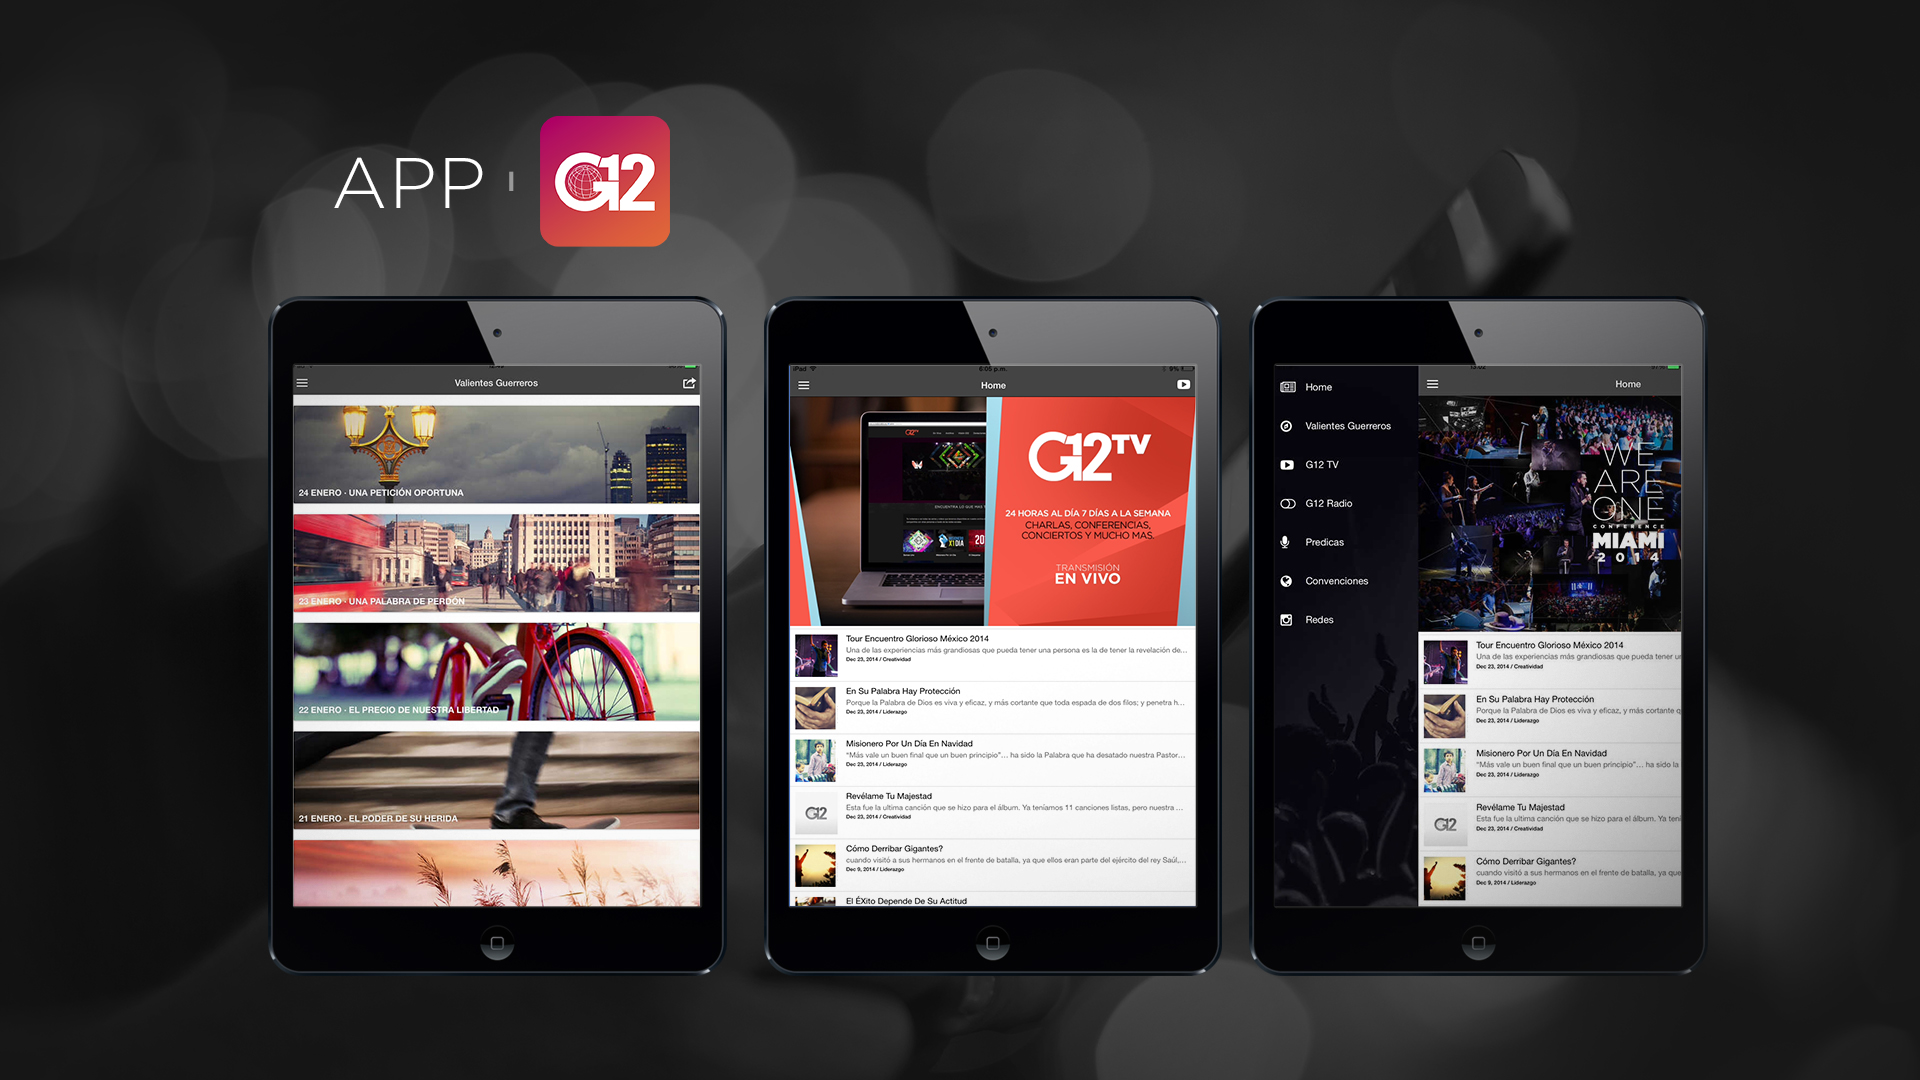 APP
G12
Valientes Guerreros
24 ENERO · UNA PETICIÓN OPORTUNA
23 ENERO · UNA PALABRA DE PERDÓN
22 ENERO · EL PRECIO DE NUESTRA LIBERTAD
21 ENERO · EL PODER DE SU HERIDA
iPad
6:05 p.m.
9%
Home
G12TV
24 HORAS AL DÍA 7 DÍAS A LA SEMANA
CHARLAS, CONFERENCIAS,
CONCIERTOS Y MUCHO MAS.
TRANSMISIÓN
EN VIVO
Tour Encuentro Glorioso México 2014
Una de las experiencias más grandiosas que pueda tener una persona es la de tener la revelación de...
Dec 23, 2014 / Creatividad
En Su Palabra Hay Protección
Porque la Palabra de Dios es viva y eficaz, y más cortante que toda espada de dos filos; y penetra h...
Dec 23, 2014 / Liderazgo
Misionero Por Un Día En Navidad
“Más vale un buen final que un buen principio”... ha sido la Palabra que ha desatado nuestra Pastor...
Dec 23, 2014 / Liderazgo
G12
Revélame Tu Majestad
Esta fue la ultima canción que se hizo para el álbum. Ya teníamos 11 canciones listas, pero nuestra ...
Dec 23, 2014 / Creatividad
Cómo Derribar Gigantes?
cuando visitó a sus hermanos en el frente de batalla, ya que ellos eran parte del ejército del rey Saúl,...
Dec 9, 2014 / Liderazgo
El ÉXito Depende De Su Actitud
Home
Valientes Guerreros
G12 TV
G12 Radio
Predicas
Convenciones
Redes
Home
WE
ARE
ONE
CONFERENCE
MIAMI
2014
Tour Encuentro Glorioso México 2014
Una de las experiencias más grandiosas que pueda tener ur
Dec 23, 2014 / Creatividad
En Su Palabra Hay Protección
Porque la Palabra de Dios es viva y eficaz, y más cortante q
Dec 23, 2014 / Liderazgo
Misionero Por Un Día En Navidad
“Más vale un buen final que un buen principio”... ha sido la
Dec 23, 2014 / Liderazgo
G12
Revélame Tu Majestad
Esta fue la ultima canción que se hizo para el álbum. Ya tení
Dec 23, 2014 / Creatividad
Cómo Derribar Gigantes?
cuando visitó a sus hermanos en el frente de batalla, ya que
Dec 9, 2014 / Liderazgo